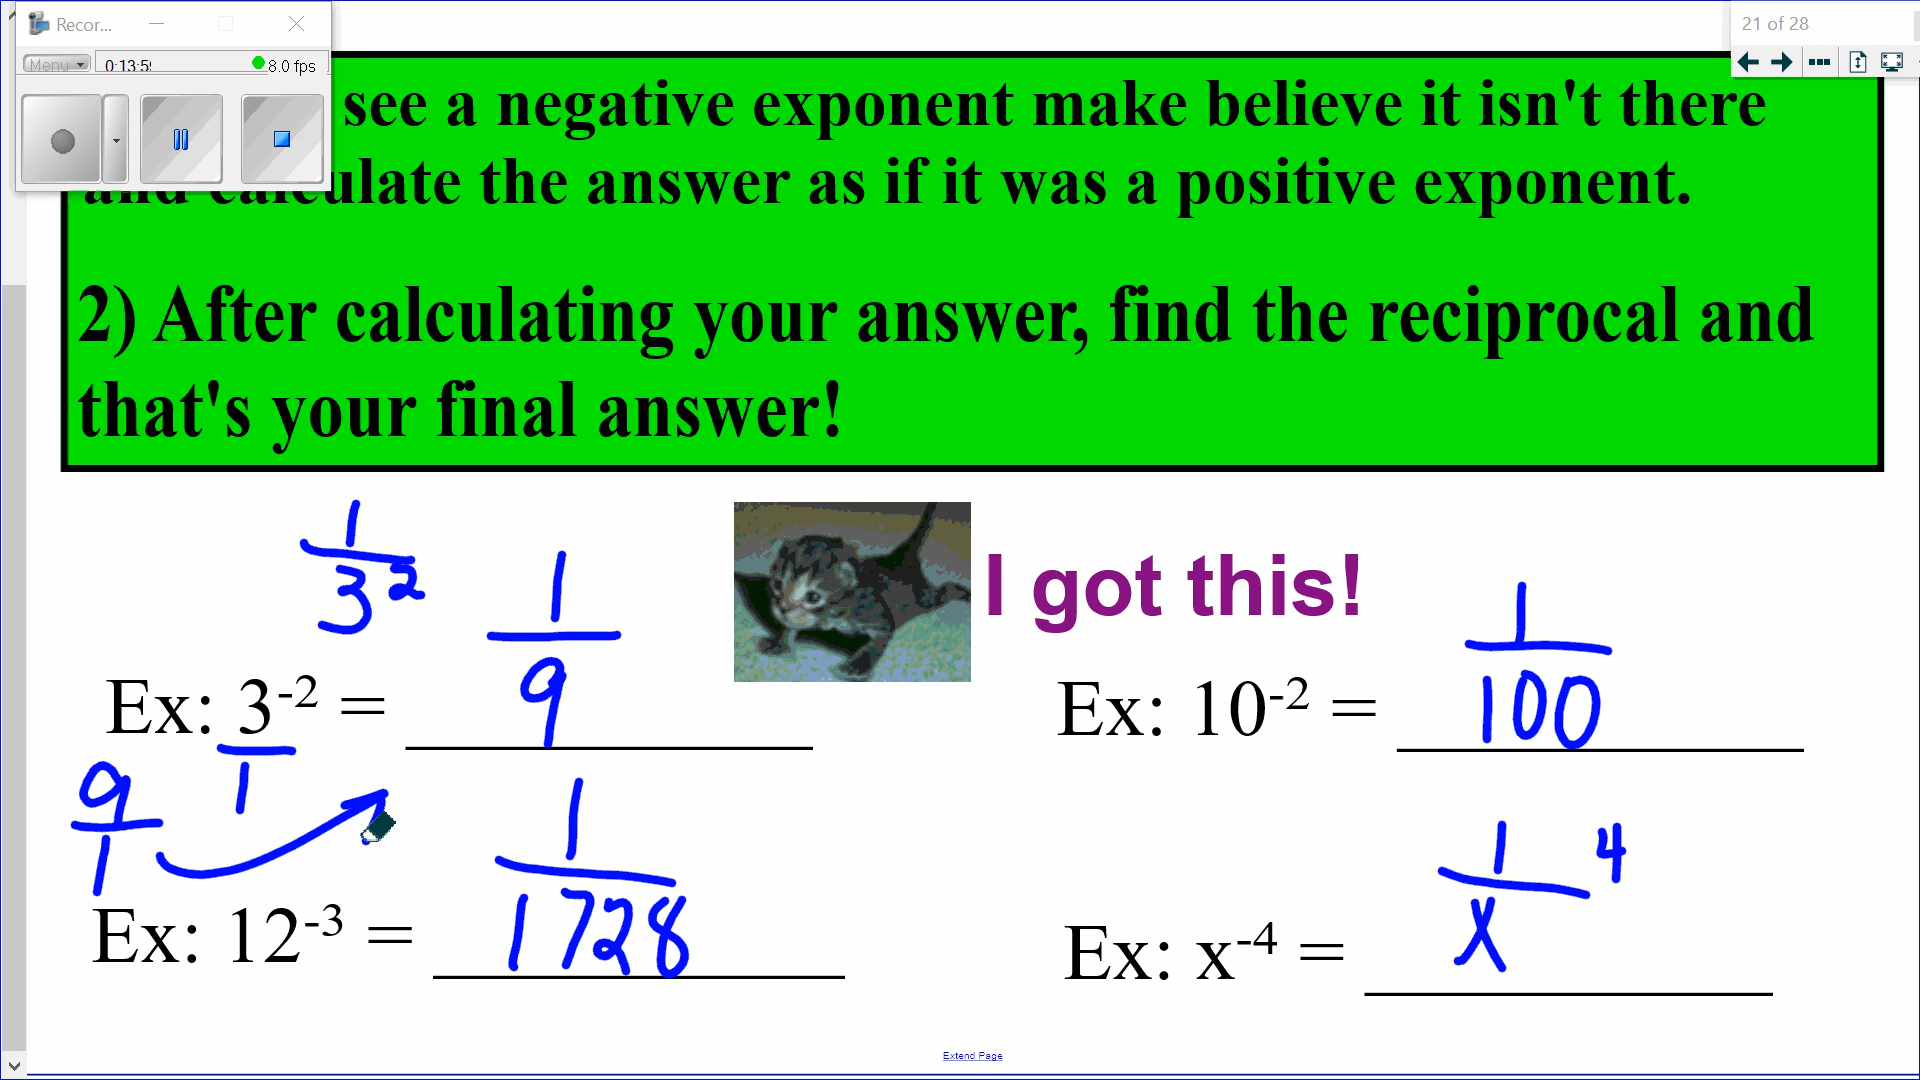 Recor...
21 of 28
Menu
0:13:5
8.0 fps
see a negative exponent make believe it isn't there
and calculate the answer as if it was a positive exponent.
2) After calculating your answer, find the reciprocal and
that's your final answer!
I got this!
1
3²
1
9
Ex: 3⁻² =
1
9
1
1
100
Ex: 10⁻² =
1
1728
Ex: 12⁻³ =
1 4
x
Ex: x⁻⁴ =
Extend Page